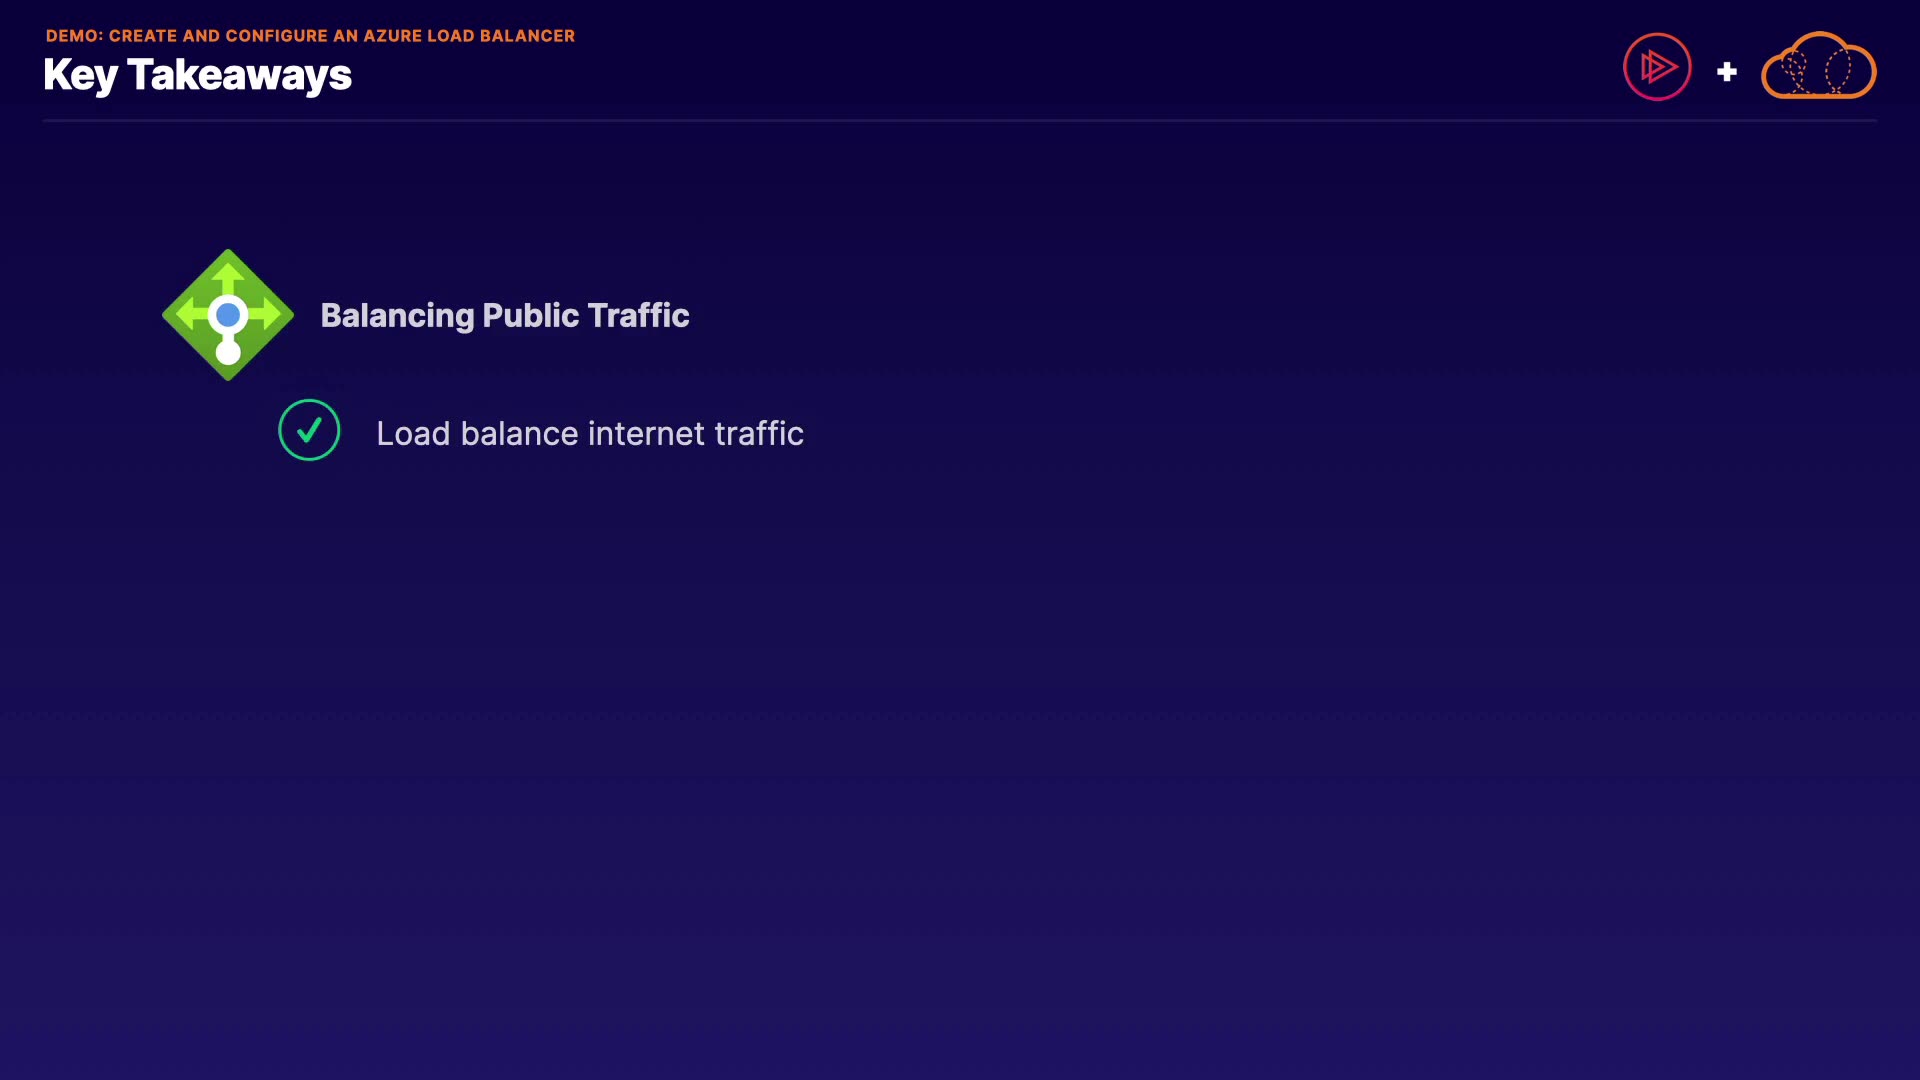 DEMO: CREATE AND CONFIGURE AN AZURE LOAD BALANCER
Key Takeaways
Balancing Public Traffic
Load balance internet traffic